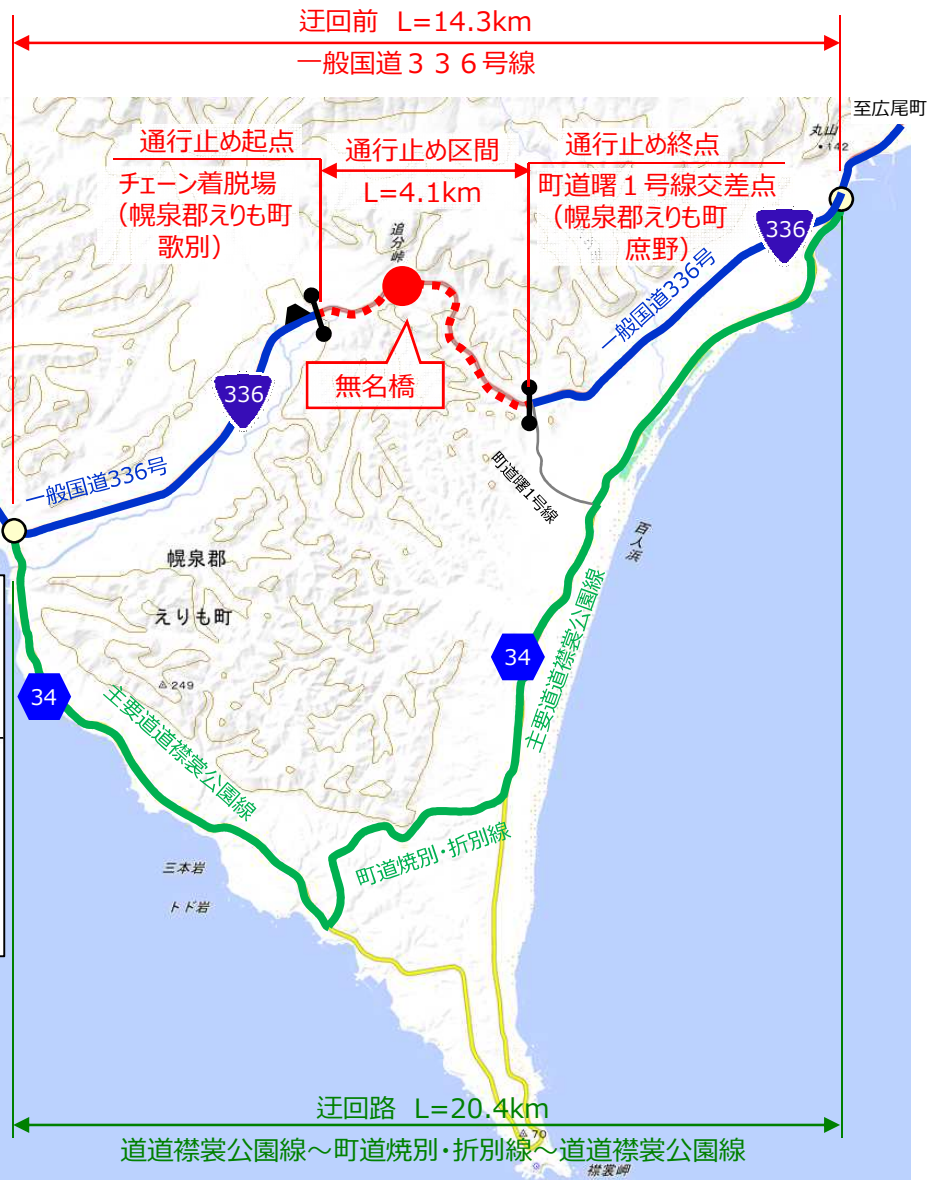 迂回前 L=14.3km
一般国道３３６号線
至広尾町
丸山
・142
通行止め起点
チェーン着脱場
（幌泉郡えりも町
歌別）
通行止め区間
L=4.1km
通行止め終点
町道曙１号線交差点
（幌泉郡えりも町
庶野）
追分峠
336
一般国道336号
無名橋
336
一般国道336号
町道曙1号線
百人浜
幌泉郡
えりも町
34
主要道道襟裳公園線
34
△249
主要道道襟裳公園線
町道焼別・折別線
三本岩
トド岩
迂回路 L=20.4km
△70
道道襟裳公園線～町道焼別・折別線～道道襟裳公園線
襟裳岬